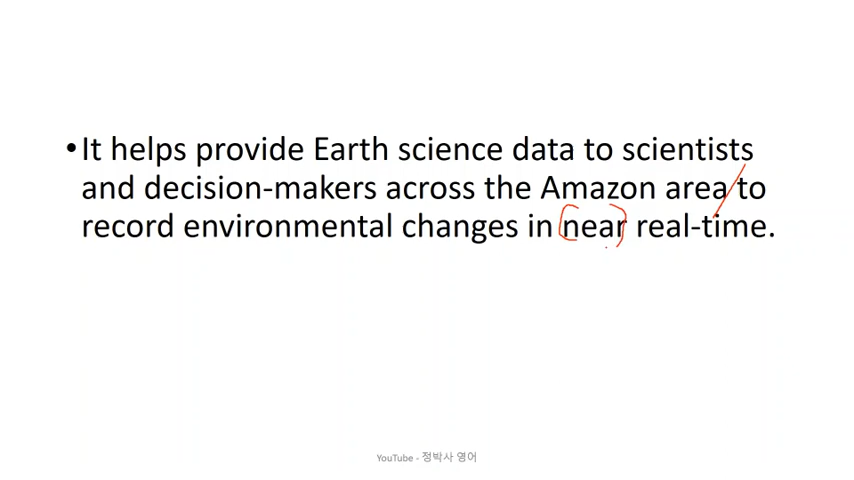 •It helps provide Earth science data to scientists
and decision-makers across the Amazon area to
record environmental changes in near real-time.
YouTube - 정박사 영어